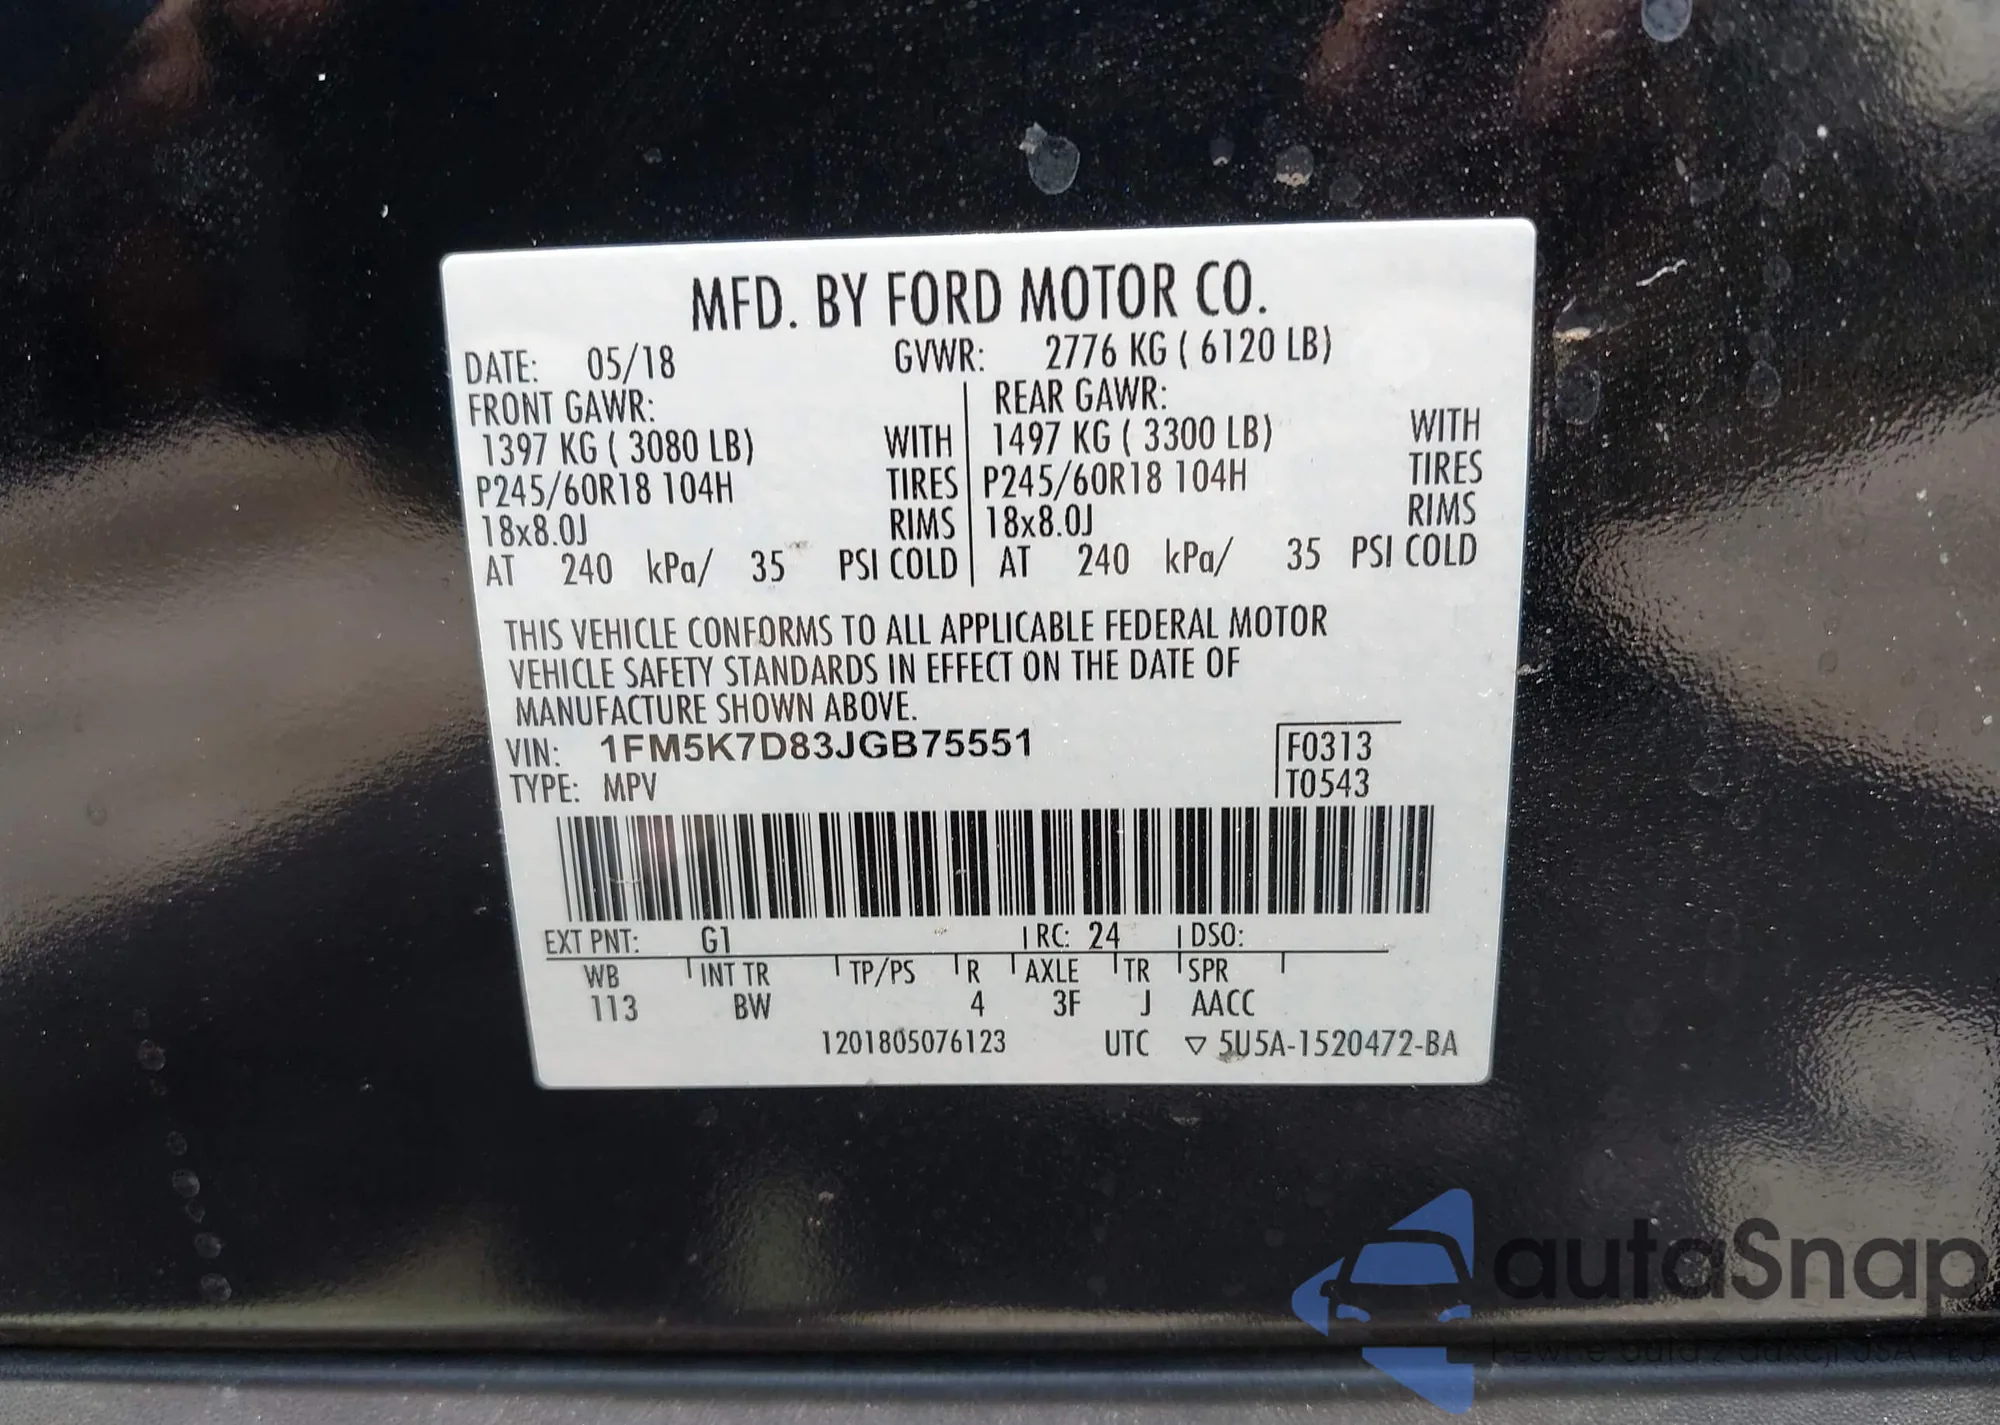 MFD. BY FORD MOTOR CO.
DATE: 05/18 GVWR: 2776 KG ( 6120 LB)
FRONT GAWR: REAR GAWR:
1397 KG ( 3080 LB) WITH 1497 KG ( 3300 LB) WITH
P245/60R18 104H TIRES P245/60R18 104H TIRES
18x8.0J RIMS 18x8.0J RIMS
AT 240 kPa/ 35 PSI COLD AT 240 kPa/ 35 PSI COLD
THIS VEHICLE CONFORMS TO ALL APPLICABLE FEDERAL MOTOR
VEHICLE SAFETY STANDARDS IN EFFECT ON THE DATE OF
MANUFACTURE SHOWN ABOVE.
VIN: 1FM5K7D83JGB75551 F0313
TYPE: MPV T0543
EXT PNT: G1 RC: 24 DSO:
WB INT TR TP/PS R AXLE TR SPR
113 BW 4 3F J AACC
1201805076123 UTC ▽ 5U5A-1520472-BA
autaSnap